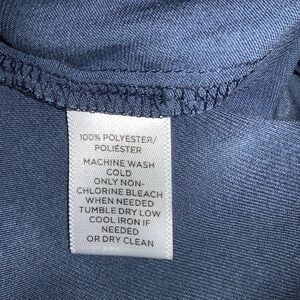 100% POLYESTER/
POLIÉSTER
MACHINE WASH
COLD
ONLY NON-
CHLORINE BLEACH
WHEN NEEDED
TUMBLE DRY LOW
COOL IRON IF
NEEDED
OR DRY CLEAN